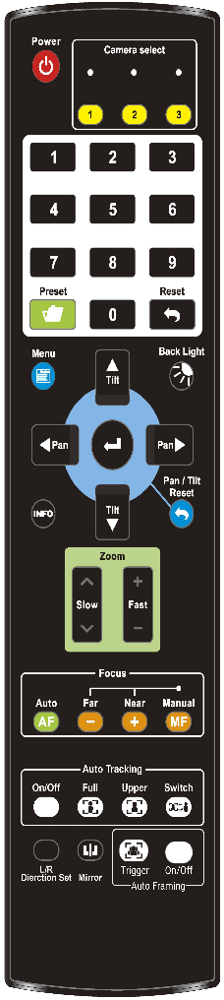 Power
Camera select
1 2 3
1 2 3
4 5 6
7 8 9
Preset Reset
0
Menu Back Light
Tilt
Pan Pan
Pan / Tilt
Reset
INFO
Tilt
Zoom
Slow Fast
Focus
Auto Far Near Manual
AF MF
Auto Tracking
On/Off Full Upper Switch
L/R
Dierction Set Mirror Trigger On/Off
Auto Framing